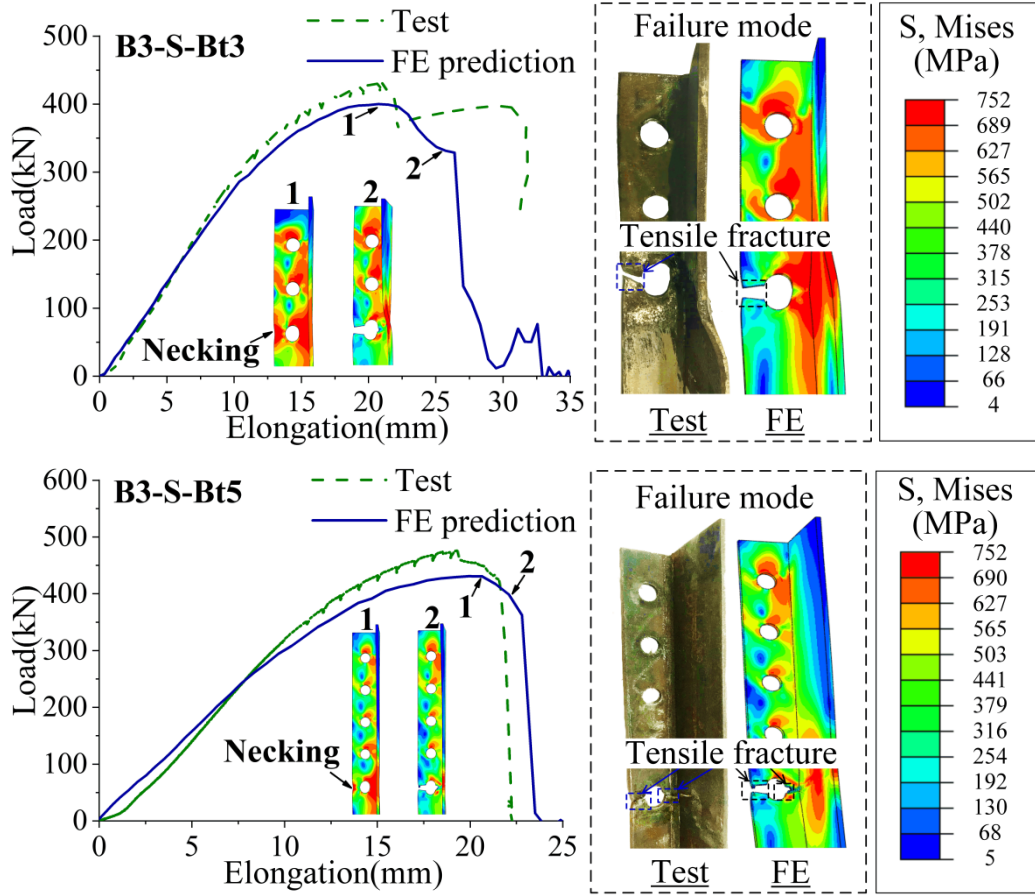 B3-S-Bt3
Test
FE prediction
Load(kN)
500
400
300
200
100
0
1
2
1
2
Necking
0
5
10
15
20
25
30
35
Elongation(mm)
Failure mode
Tensile fracture
Test
FE
S, Mises
(MPa)
752
689
627
565
502
440
378
315
253
191
128
66
4
B3-S-Bt5
Test
FE prediction
Load(kN)
600
500
400
300
200
100
0
1
2
1
2
Necking
0
5
10
15
20
25
Elongation(mm)
Failure mode
Tensile fracture
Test
FE
S, Mises
(MPa)
752
690
627
565
503
441
379
316
254
192
130
68
5